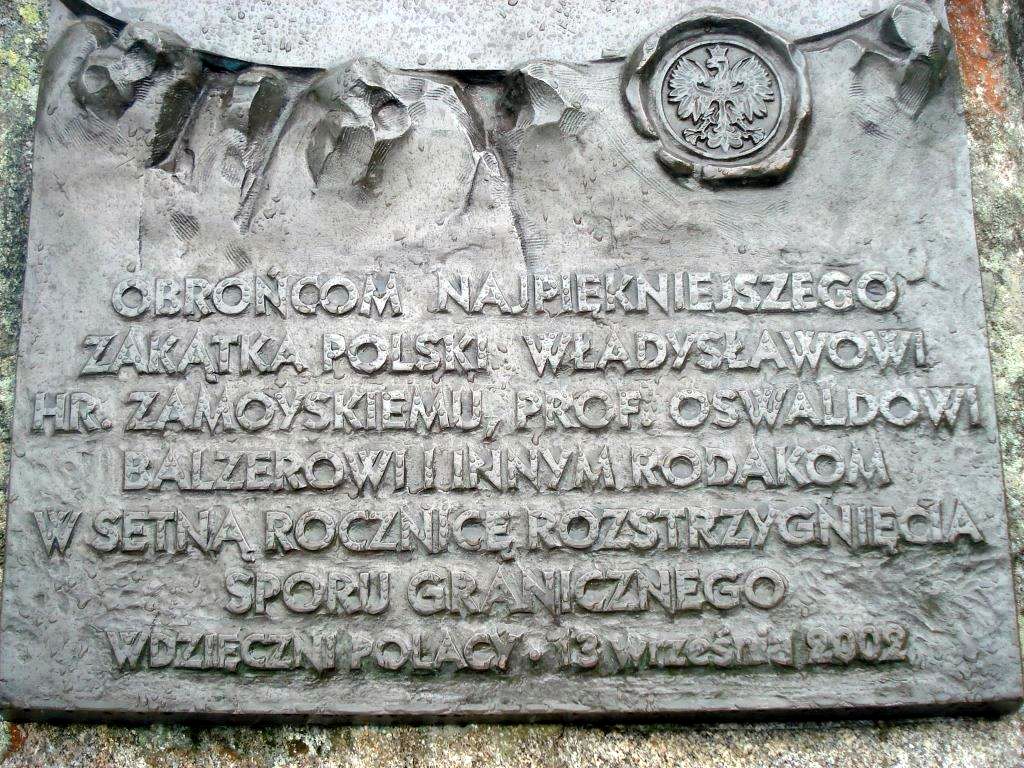 OBROŃCOM NAJPIĘKNIEJSZEGO
ZAKĄTKA POLSKI WŁADYSŁAWOWI
HR. ZAMOYSKIEMU, PROF. OSWALDOWI
BALZEROWI I INNYM RODAKOM
W SETNĄ ROCZNICĘ ROZSTRZYGNIĘCIA
SPORU GRANICZNEGO
WDZIĘCZNI POLACY • 13 września 2002